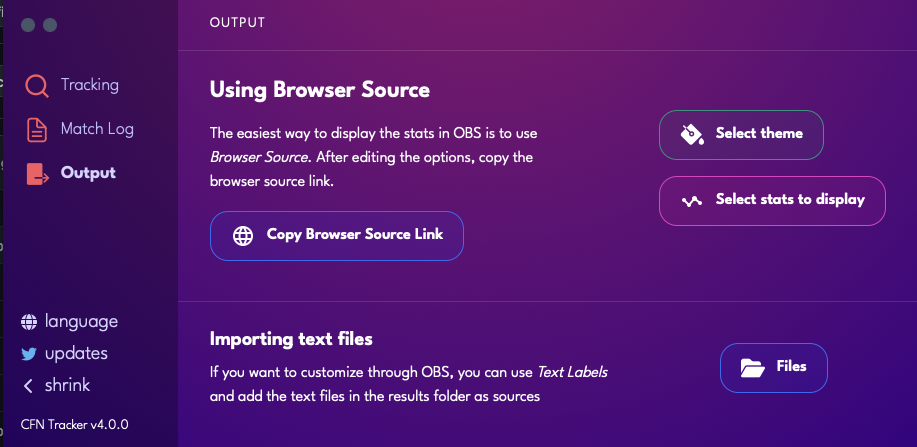 OUTPUT
Tracking
Match Log
Output
Using Browser Source
The easiest way to display the stats in OBS is to use
Browser Source. After editing the options, copy the
browser source link.
Copy Browser Source Link
Select theme
Select stats to display
Importing text files
If you want to customize through OBS, you can use Text Labels
and add the text files in the results folder as sources
Files
language
updates
shrink
CFN Tracker v4.0.0